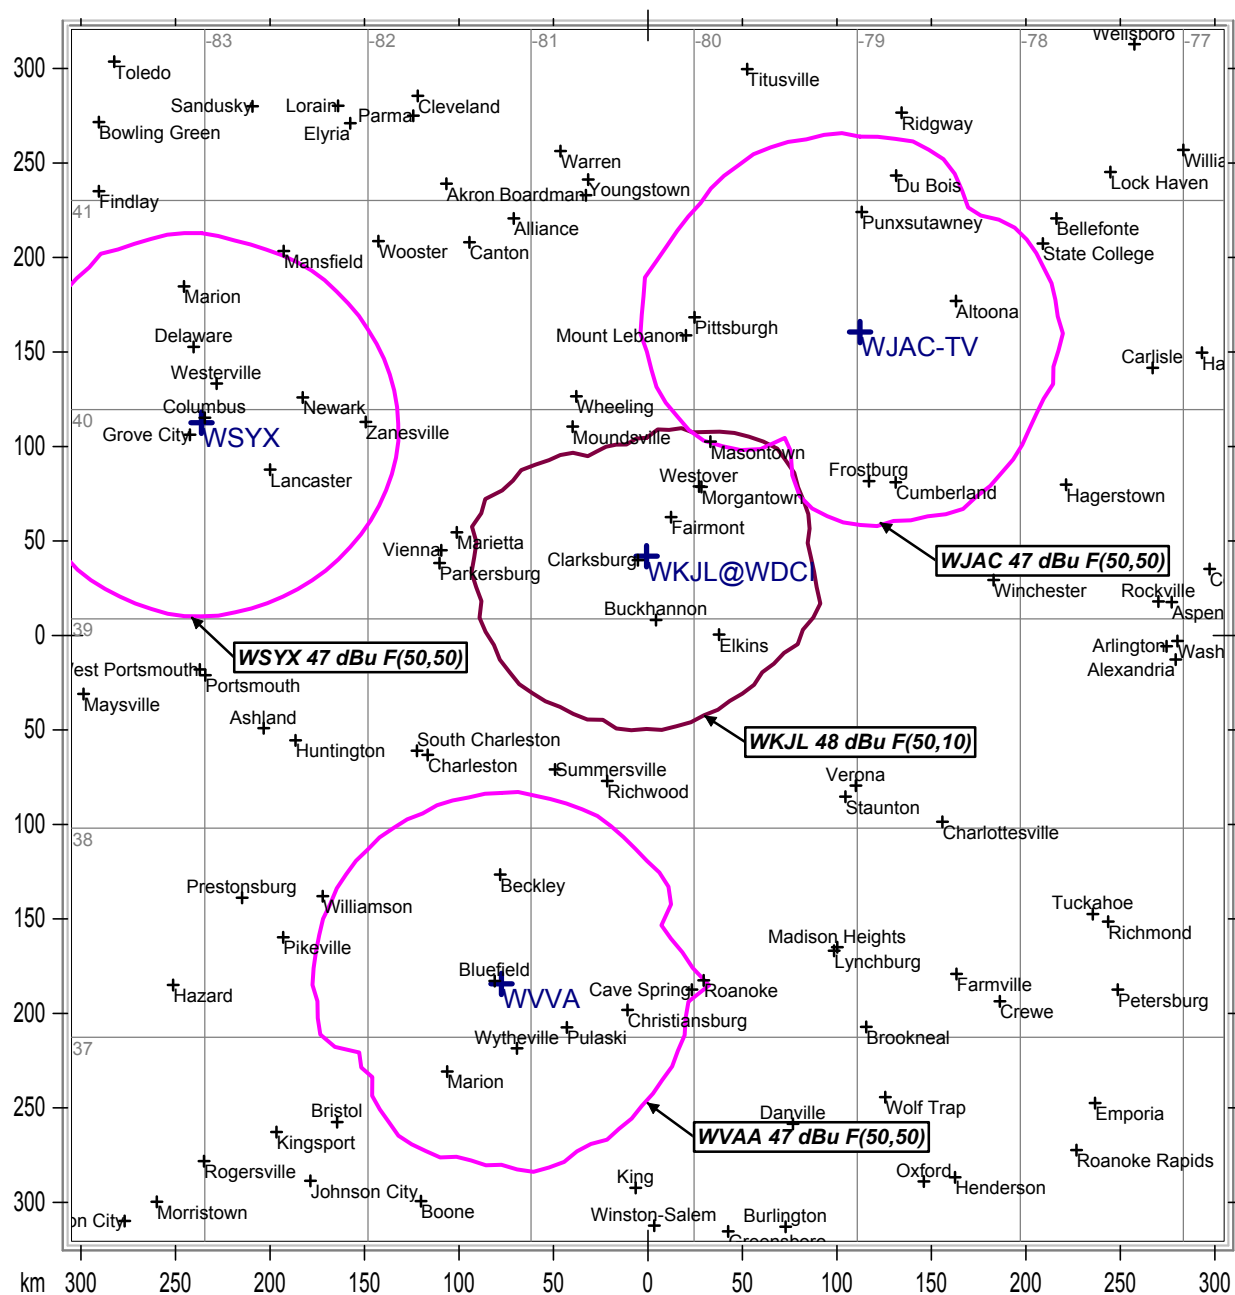 -83
-82
-81
-80
-79
-78
-77
Wellsboro
300
Toledo
Titusville
Sandusky
Lorain
Parma
Cleveland
Bowling Green
Elyria
Ridgway
250
Warren
Willia
Akron
Boardman
Youngstown
Du Bois
Lock Haven
Findlay
41
Alliance
Punxsutawney
Bellefonte
200
Mansfield
Wooster
Canton
State College
Marion
Altoona
Pittsburgh
Delaware
Mount Lebanon
WJAC-TV
150
Carlisle
Ha
Westerville
Columbus
Newark
Wheeling
40
Grove City
WSYX
Zanesville
Moundsville
100
Masontown
Lancaster
Westover
Frostburg
Morgantown
Cumberland
Hagerstown
Fairmont
50
Vienna
Marietta
Clarksburg
WKJL@WDCI
WJAC 47 dBu F(50,50)
Parkersburg
Winchester
Rockville
C
Buckhannon
Aspen
39
0
Elkins
Arlington
Wash
WSYX 47 dBu F(50,50)
Alexandria
est Portsmouth
Portsmouth
Maysville
Ashland
50
Huntington
South Charleston
WKJL 48 dBu F(50,10)
Charleston
Summersville
Richwood
Verona
Staunton
100
38
Charlottesville
Prestonsburg
Beckley
Williamson
150
Tuckahoe
Richmond
Pikeville
Madison Heights
Lynchburg
Bluefield
Hazard
WVVA
Cave Spring
Roanoke
Farmville
Petersburg
200
Christiansburg
Crewe
Wytheville
Pulaski
Brookneal
37
Marion
250
Bristol
Danville
Wolf Trap
Emporia
Kingsport
WVAA 47 dBu F(50,50)
Rogersville
Roanoke Rapids
Johnson City
King
Oxford
Henderson
300
on City
Morristown
Boone
Winston-Salem
Burlington
Greensboro
km
300
250
200
150
100
50
0
50
100
150
200
250
300